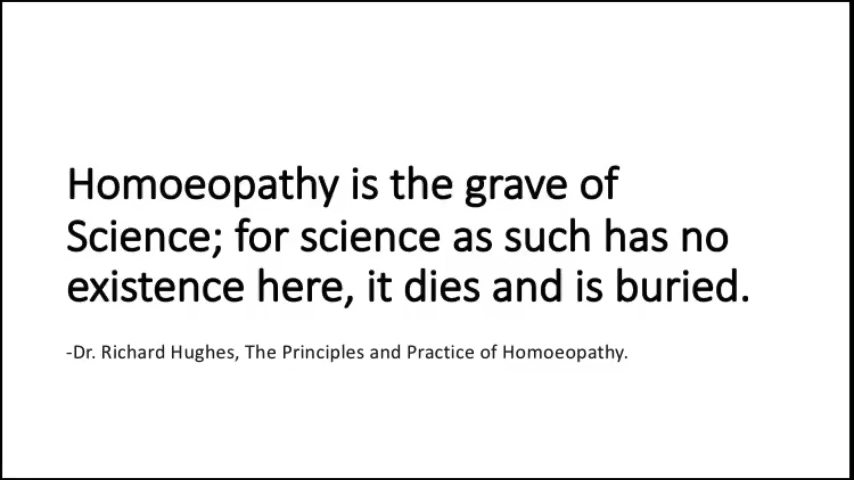 Homoeopathy is the grave of
Science; for science as such has no
existence here, it dies and is buried.
-Dr. Richard Hughes, The Principles and Practice of Homoeopathy.